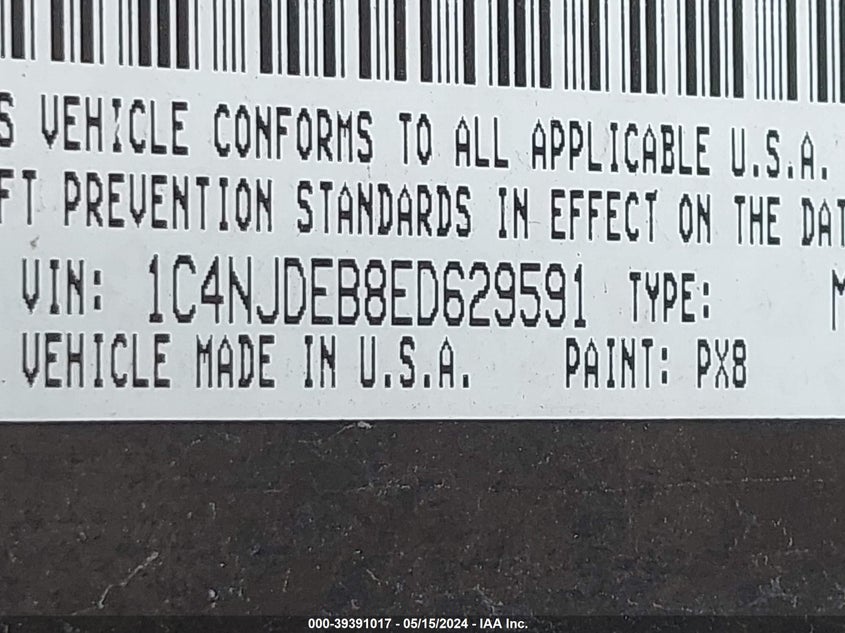 S VEHICLE CONFORMS TO ALL APPLICABLE U.S.A.
FT PREVENTION STANDARDS IN EFFECT ON THE DAT
VIN: 1C4NJDEB8ED629591 TYPE: M
VEHICLE MADE IN U.S.A. PAINT: PX8
000-39391017 - 05/15/2024 - IAA Inc.